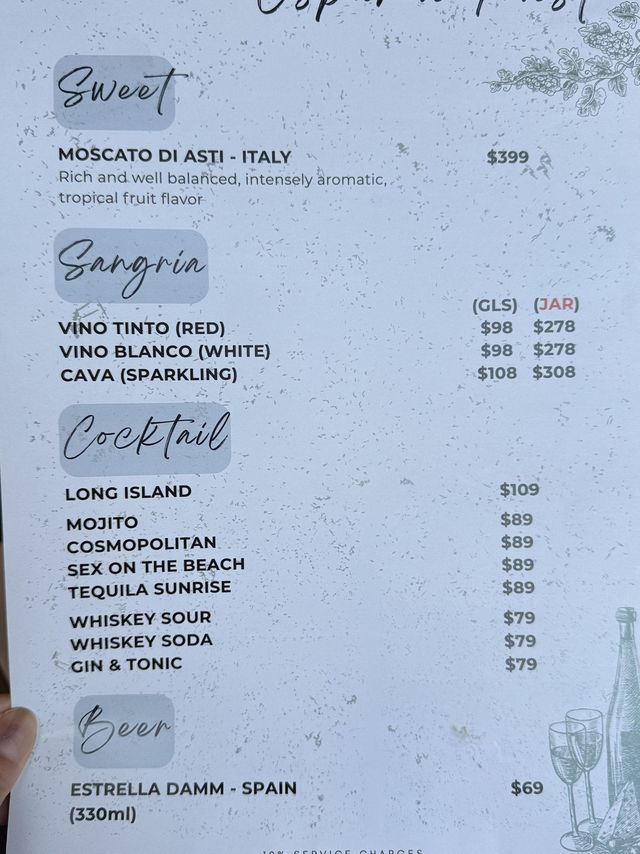 Sweet
MOSCATO DI ASTI - ITALY $399
Rich and well balanced, intensely aromatic,
tropical fruit flavor
Sangria
(GLS) (JAR)
VINO TINTO (RED) $98 $278
VINO BLANCO (WHITE) $98 $278
CAVA (SPARKLING) $108 $308
Cocktail
LONG ISLAND $109
MOJITO $89
COSMOPOLITAN $89
SEX ON THE BEACH $89
TEQUILA SUNRISE $89
WHISKEY SOUR $79
WHISKEY SODA $79
GIN & TONIC $79
Beer
ESTRELLA DAMM - SPAIN $69
(330ml)
10% SERVICE CHARGES